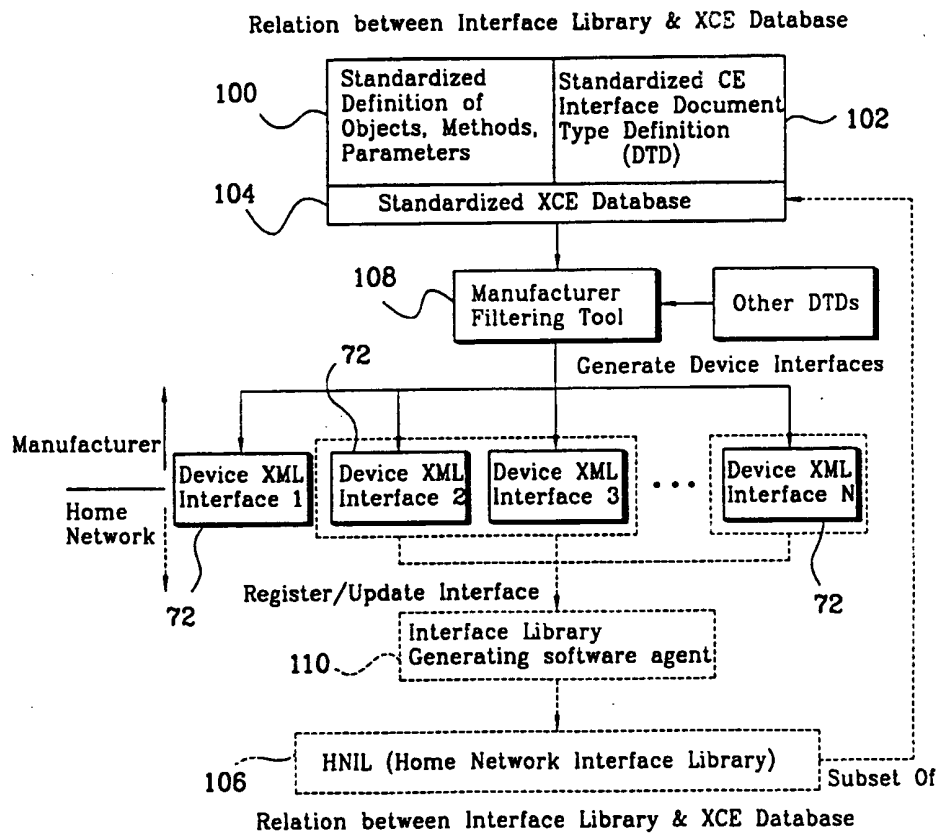 Relation between Interface Library & XCE Database
100
Standardized
Definition of
Objects, Methods,
Parameters
Standardized CE
Interface Document
Type Definition
(DTD)
102
104
Standardized XCE Database
108
Manufacturer
Filtering Tool
Other DTDs
72
Generate Device Interfaces
Manufacturer
Home
Network
Device XML
Interface 1
Device XML
Interface 2
Device XML
Interface 3
• • •
Device XML
Interface N
72
72
Register/Update Interface
110
Interface Library
Generating software agent
106
HNIL (Home Network Interface Library)
Subset Of
Relation between Interface Library & XCE Database